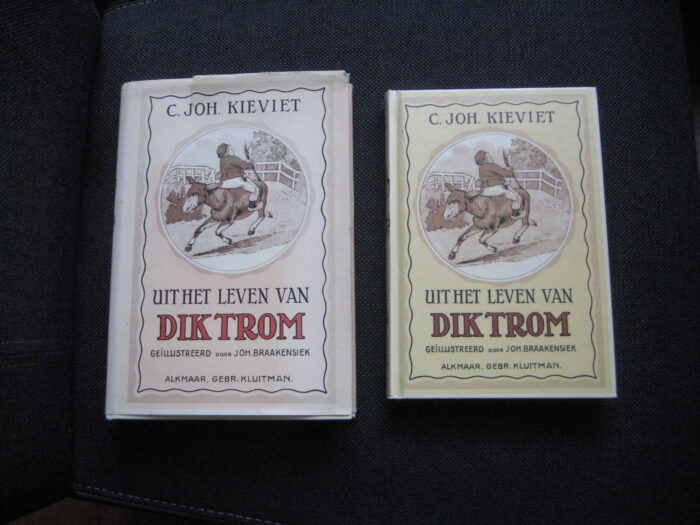 C. JOH. KIEVIET
UIT HET LEVEN VAN
DIK TROM
GEÏLLUSTREERD DOOR JOH. BRAAKENSIEK
ALKMAAR, GEBR. KLUITMAN.
C. JOH. KIEVIET
UIT HET LEVEN VAN
DIK TROM
GEÏLLUSTREERD DOOR JOH. BRAAKENSIEK
ALKMAAR, GEBR. KLUITMAN.